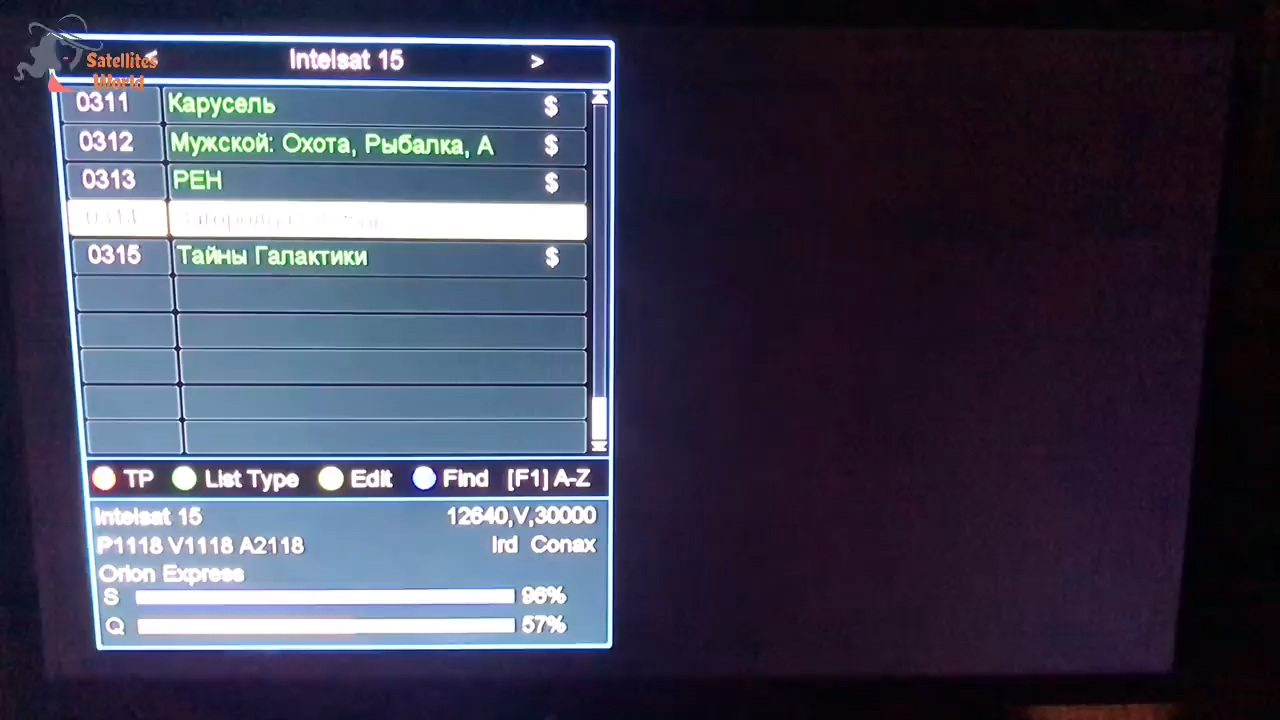 Satellites
World
< Intelsat 15 >
0311 Карусель $
0312 Мужской: Охота, Рыбалка, А $
0313 РЕН $
0314
0315 Тайны Галактики $
TP List Type Edit Find [F1] A-Z
Intelsat 15 12640,V,30000
P1118 V1118 A2118 Ird Conax
Orion Express
S 96%
Q 57%